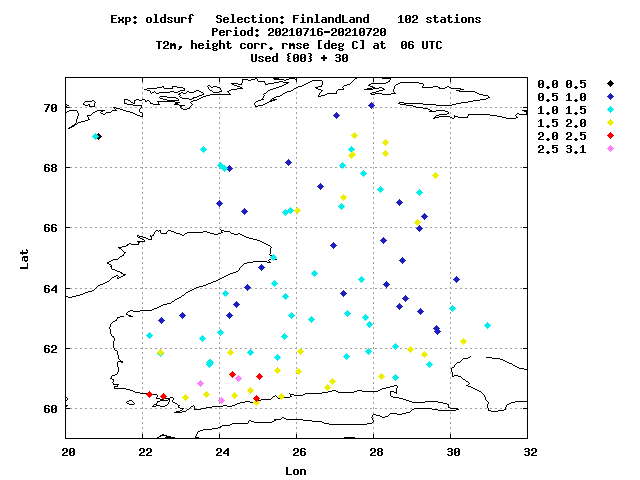 Exp: oldsurf   Selection: FinlandLand    102 stations
Period: 20210716-20210720
T2m, height corr. rmse [deg C] at  06 UTC
Used {00} + 30
0.0 0.5
0.5 1.0
1.0 1.5
1.5 2.0
2.0 2.5
2.5 3.1
70
68
66
64
62
60
Lat
20 22 24 26 28 30 32
Lon